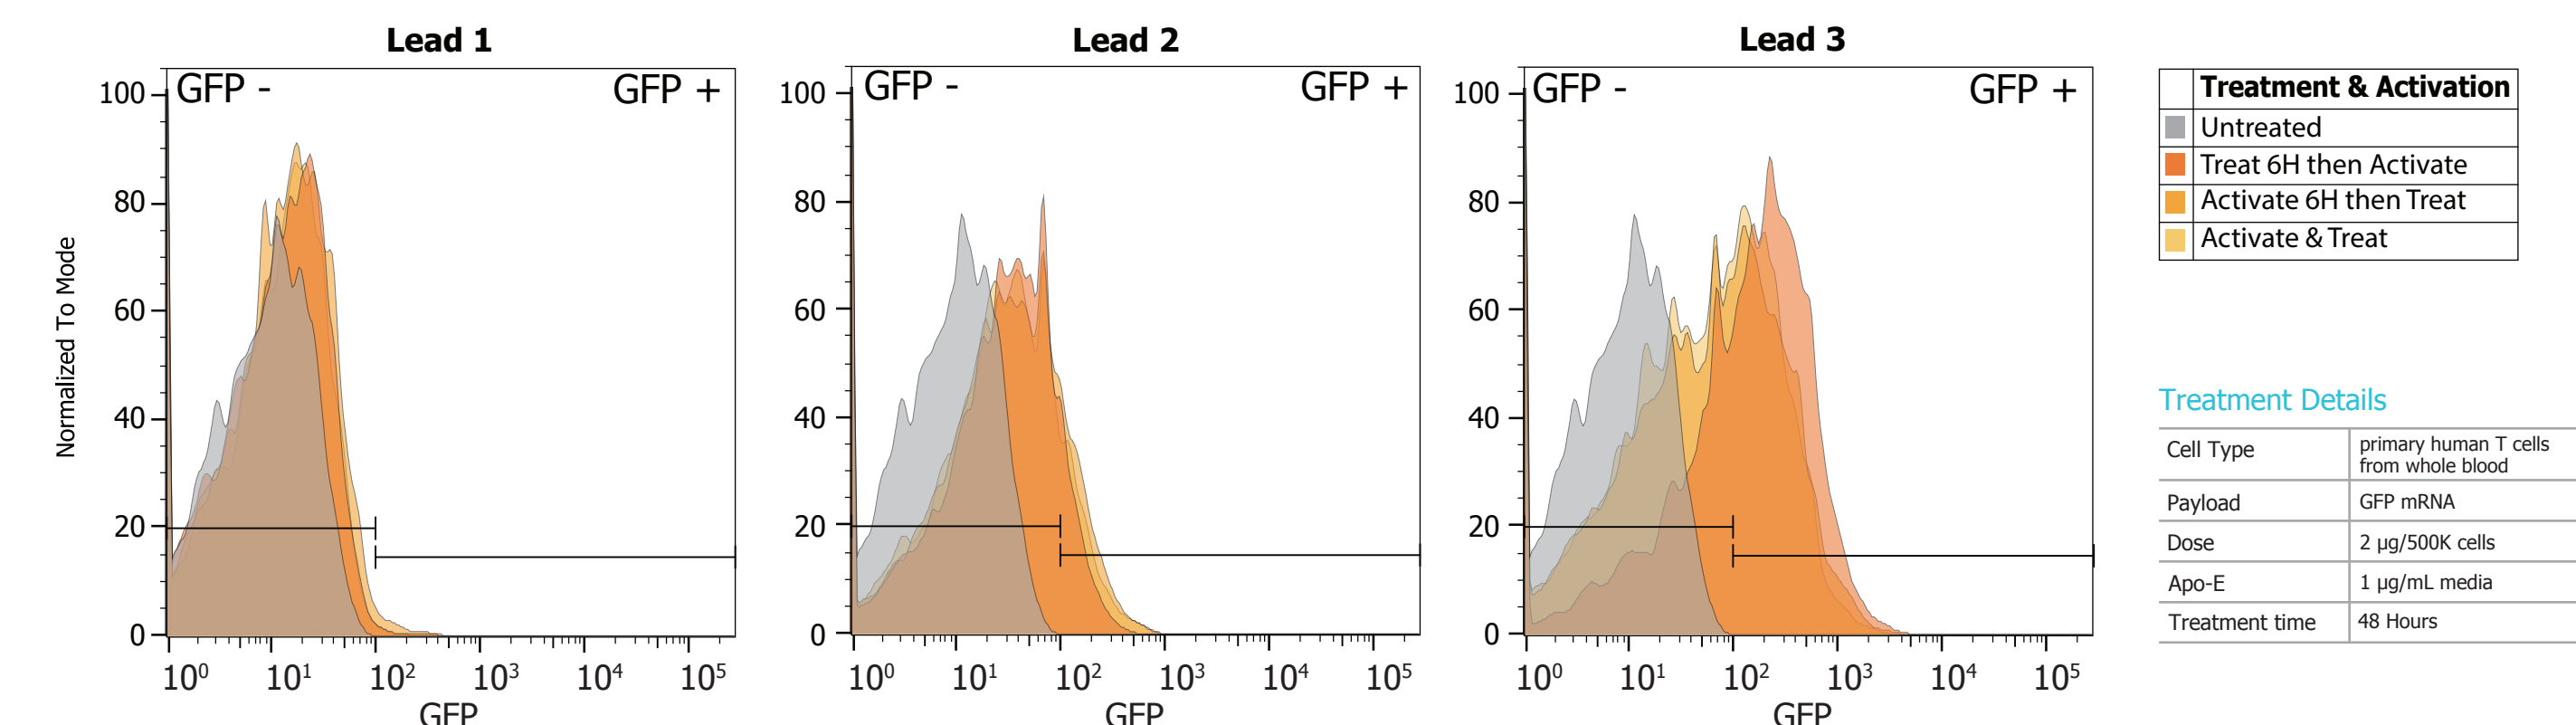 Lead 1
Lead 2
Lead 3
GFP -
GFP +
GFP -
GFP +
GFP -
GFP +
Normalized To Mode
100
80
60
40
20
0
10⁰ 10¹ 10² 10³ 10⁴ 10⁵
GFP
100
80
60
40
20
0
10⁰ 10¹ 10² 10³ 10⁴ 10⁵
GFP
100
80
60
40
20
0
10⁰ 10¹ 10² 10³ 10⁴ 10⁵
GFP
Treatment & Activation
Untreated
Treat 6H then Activate
Activate 6H then Treat
Activate & Treat
Treatment Details
Cell Type primary human T cells
from whole blood
Payload GFP mRNA
Dose 2 µg/500K cells
Apo-E 1 µg/mL media
Treatment time 48 Hours